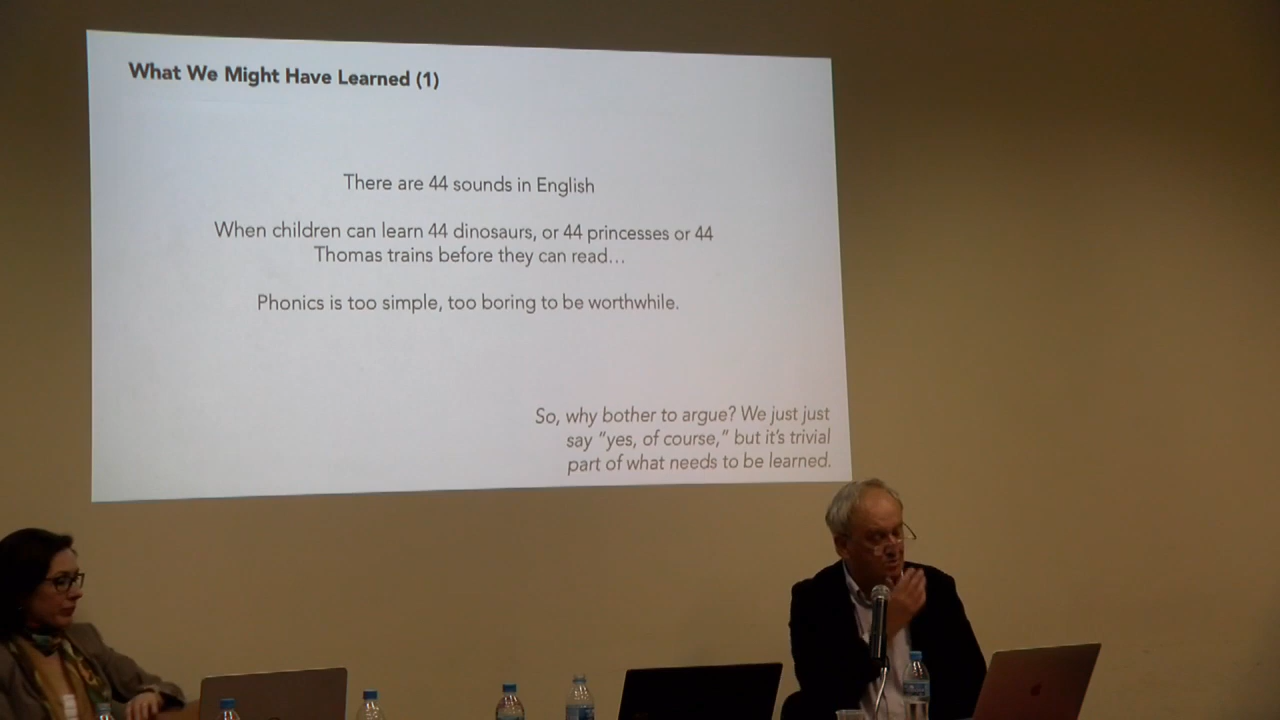 What We Might Have Learned (1)
There are 44 sounds in English
When children can learn 44 dinosaurs, or 44 princesses or 44
Thomas trains before they can read...
Phonics is too simple, too boring to be worthwhile.
So, why bother to argue? We just just
say "yes, of course," but it's trivial
part of what needs to be learned.